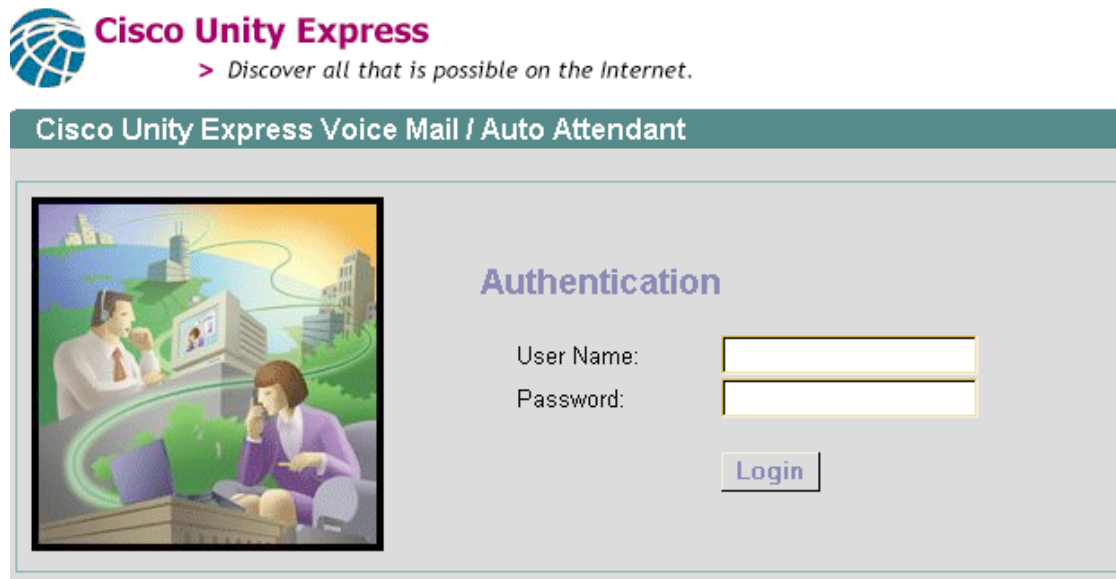 Cisco Unity Express
> Discover all that is possible on the Internet.
Cisco Unity Express Voice Mail / Auto Attendant
Authentication
User Name:
Password:
Login